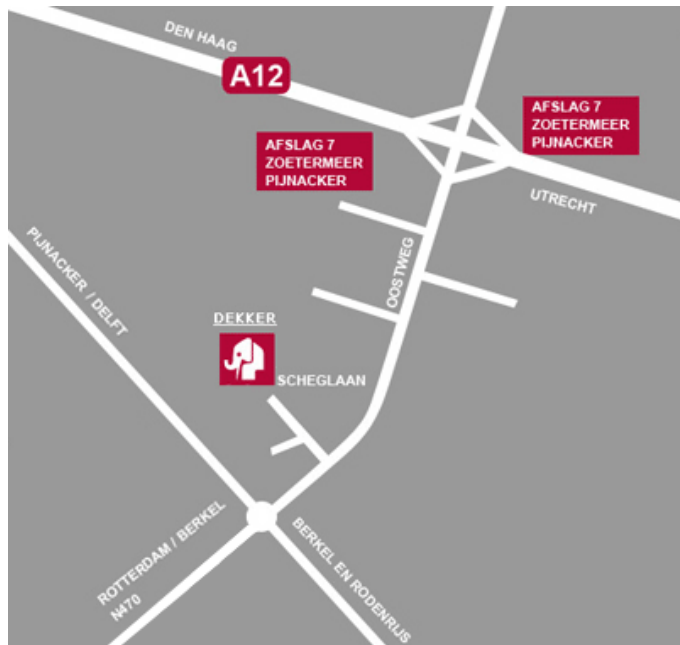 DEN HAAG
A12
AFSLAG 7
ZOETERMEER
PIJNACKER
AFSLAG 7
ZOETERMEER
PIJNACKER
UTRECHT
OOSTWEG
PIJNACKER / DELFT
DEKKER
SCHEGLAAN
ROTTERDAM / BERKEL
N470
BERKEL EN RODENRIJS